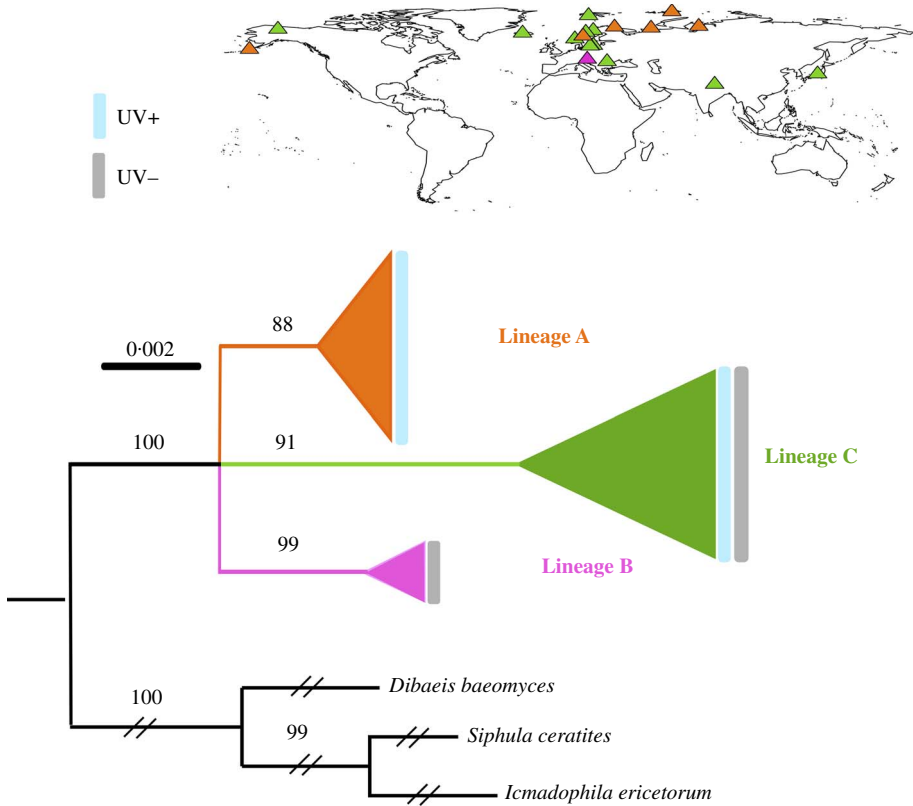 UV+
UV–
88
Lineage A
0·002
100
91
Lineage C
99
Lineage B
100
Dibaeis baeomyces
99
Siphula ceratites
Icmadophila ericetorum